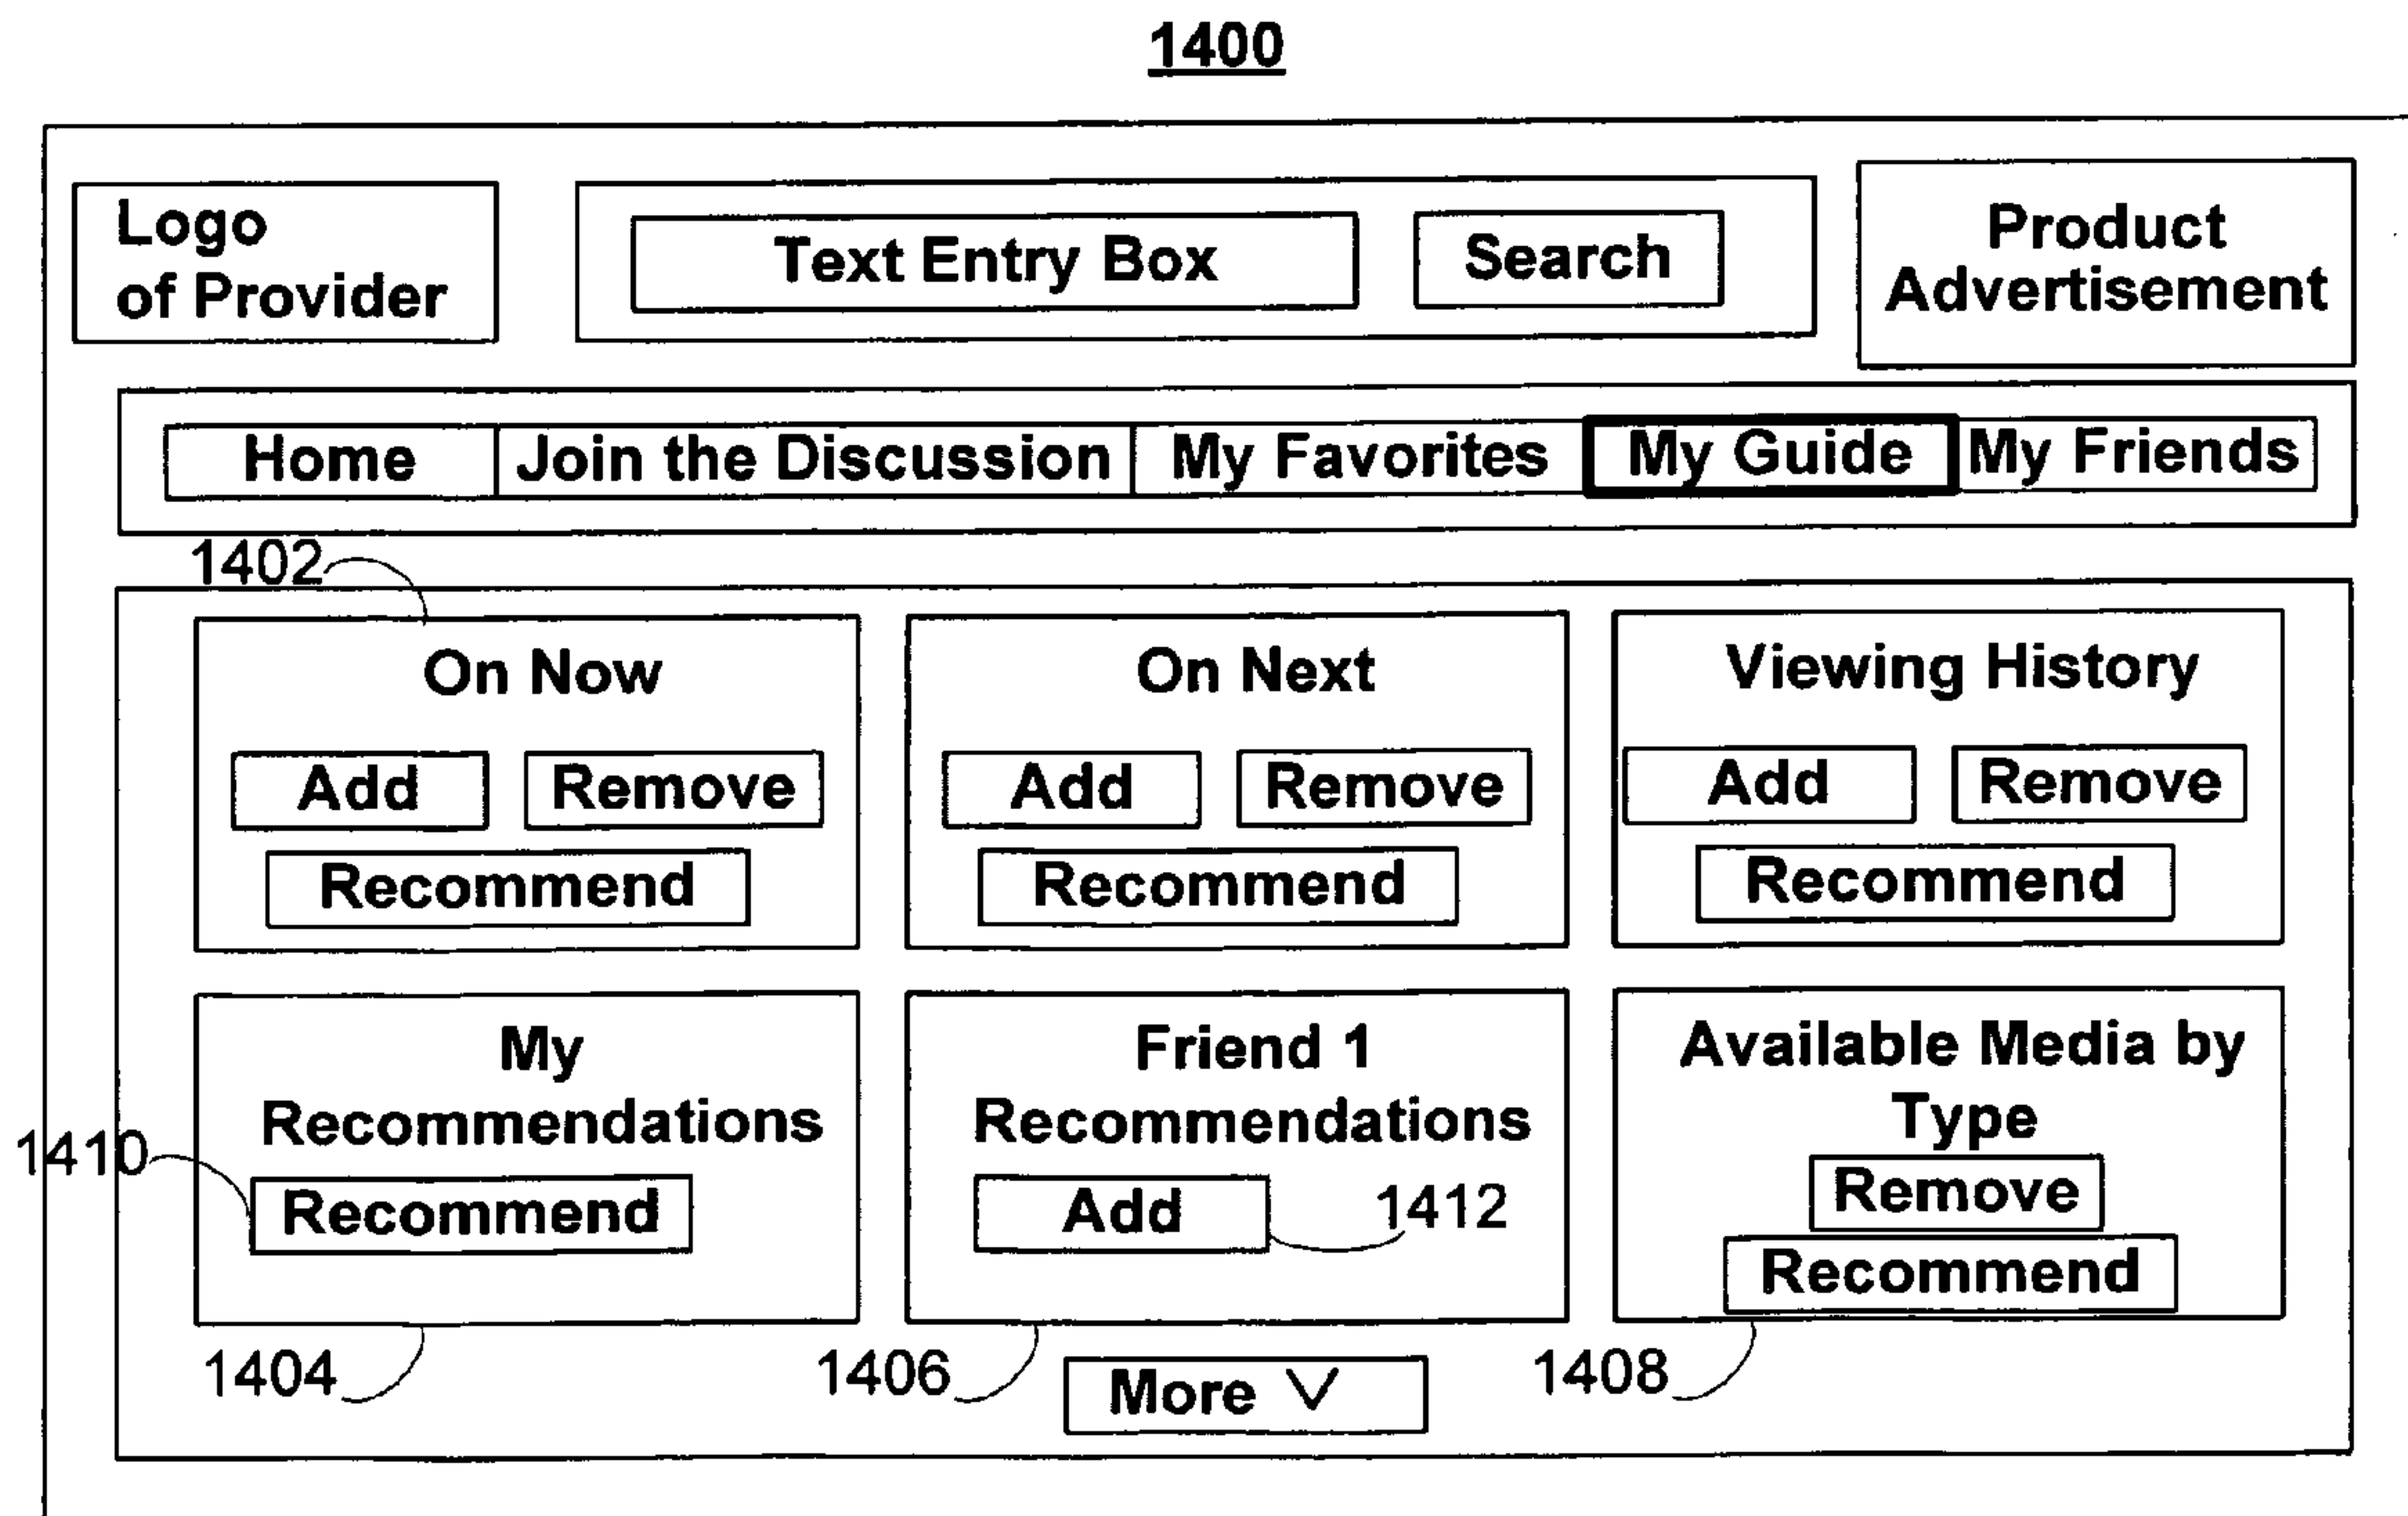 1400
Logo
of Provider
Text Entry Box
Search
Product
Advertisement
Home
Join the Discussion
My Favorites
My Guide
My Friends
1402
On Now
Add
Remove
Recommend
On Next
Add
Remove
Recommend
Viewing History
Add
Remove
Recommend
My
Recommendations
1410
Recommend
1404
Friend 1
Recommendations
Add
1412
1406
Available Media by
Type
Remove
Recommend
1408
More V